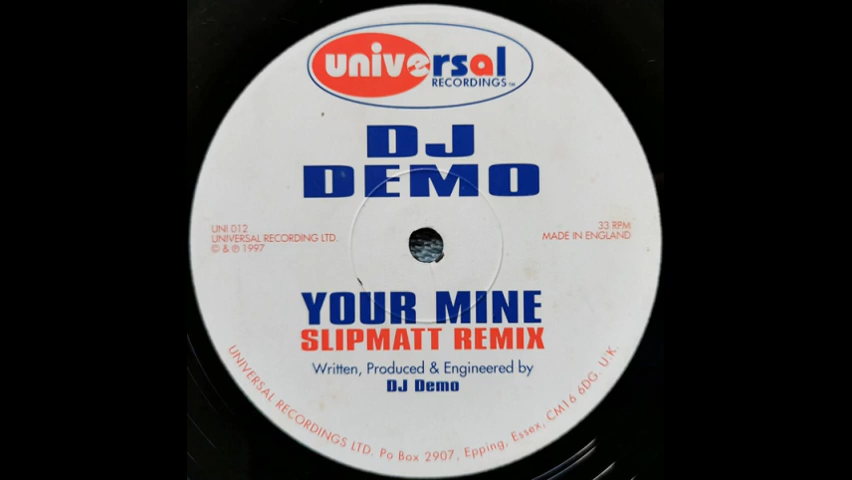 universal
RECORDINGS™
DJ
DEMO
UNI 012
UNIVERSAL RECORDING LTD.
© & ℗ 1997
33 RPM
MADE IN ENGLAND
YOUR MINE
SLIPMATT REMIX
Written, Produced & Engineered by
DJ Demo
UNIVERSAL RECORDINGS LTD. Po Box 2907, Epping, Essex, CM16 6DG. U'K.